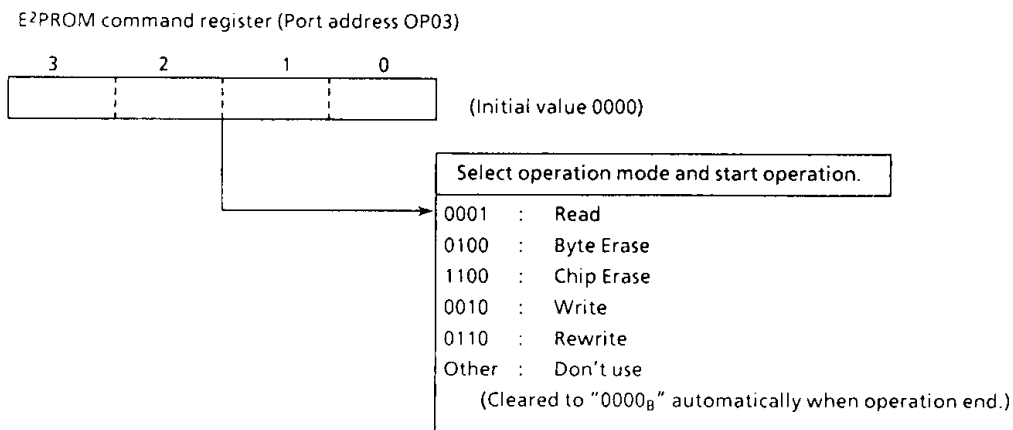 E²PROM command register (Port address OP03)
3 2 1 0
(Initial value 0000)
Select operation mode and start operation.
0001 : Read
0100 : Byte Erase
1100 : Chip Erase
0010 : Write
0110 : Rewrite
Other : Don't use
(Cleared to "0000B" automatically when operation end.)